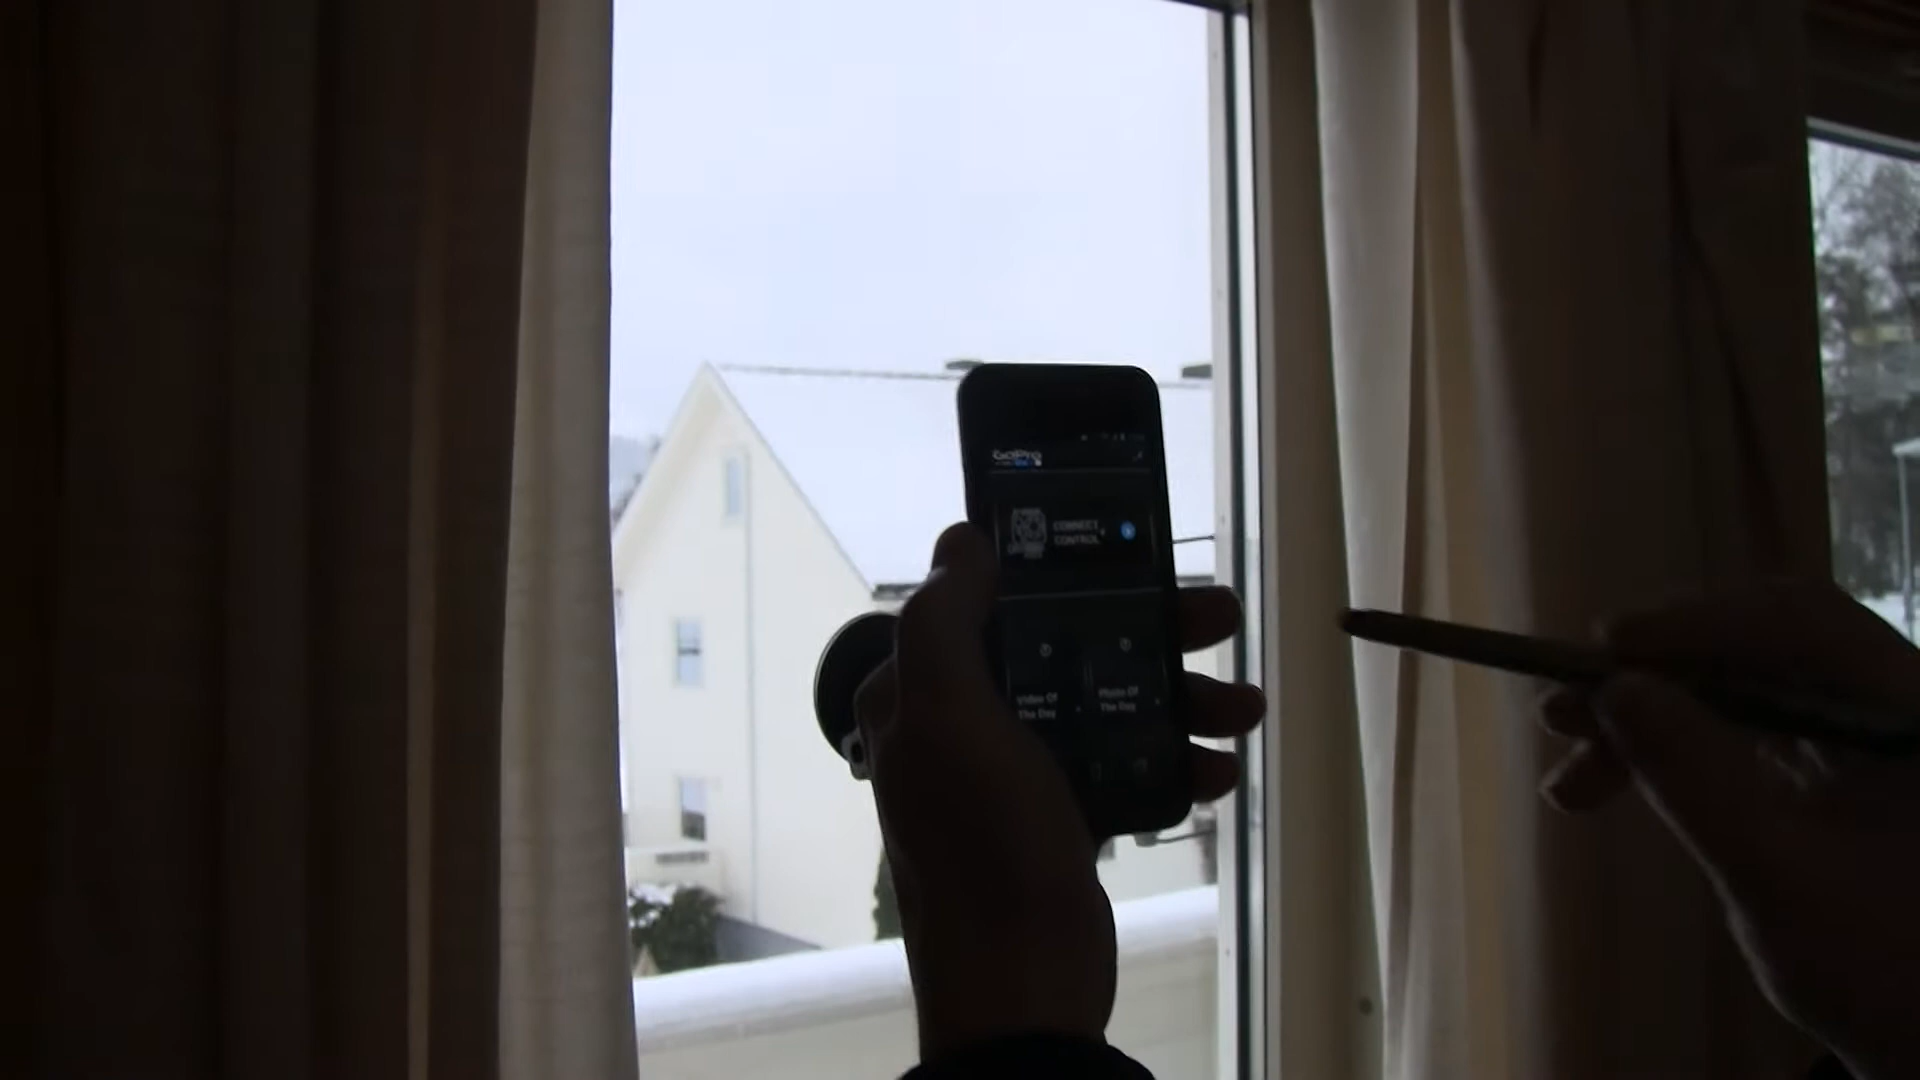 GoPro
CONNECT +
CONTROL
Video Of
The Day
Photo Of
The Day